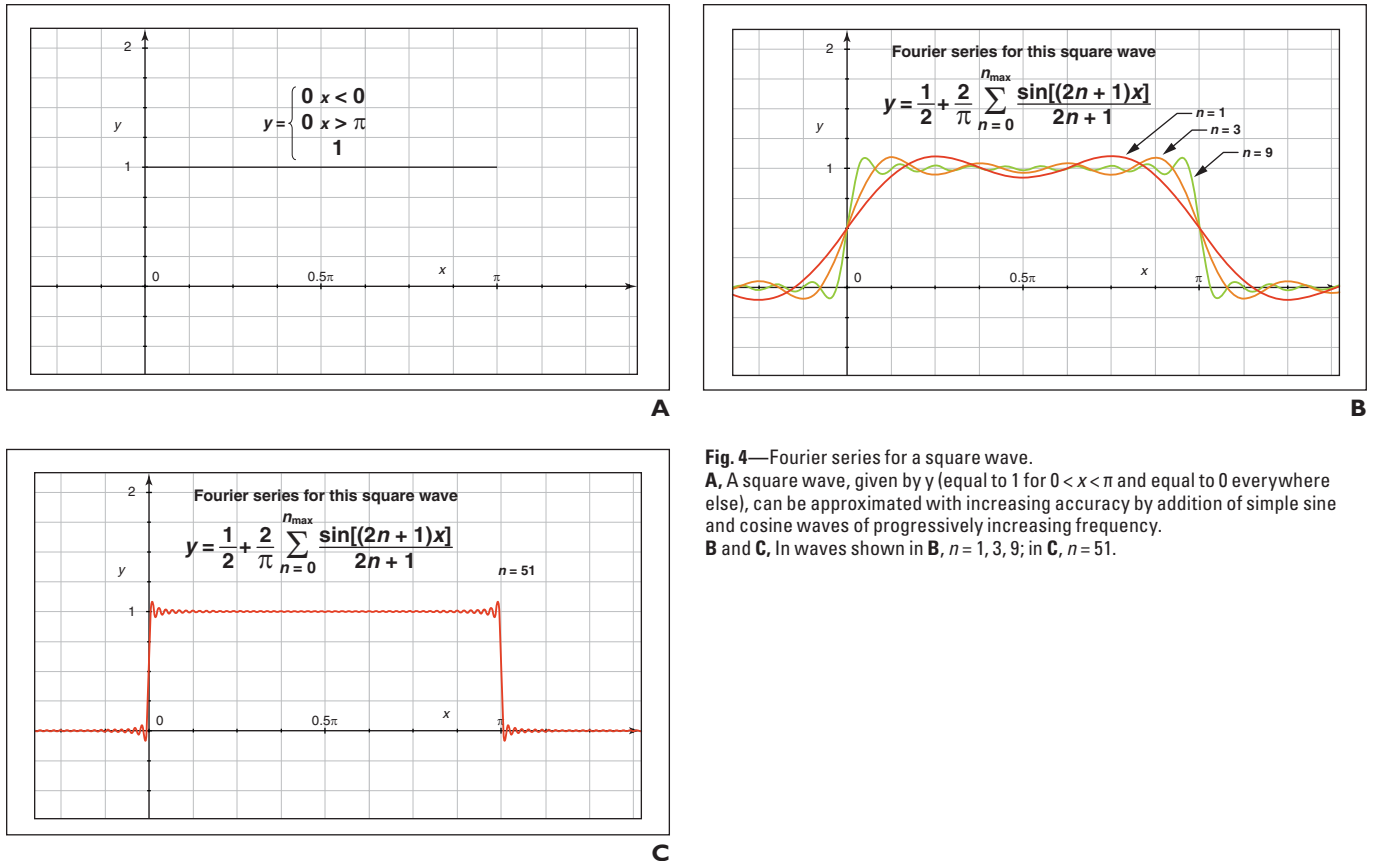 2
y
y = { 0 x < 0
0 x > π
1
1
0
0.5π
x
π
A
Fourier series for this square wave
2
y = 1/2 + 2/π ∑ n = 0 n max sin[(2n + 1)x] / 2n + 1
n = 1
n = 3
n = 9
y
1
0
0.5π
x
π
B
Fourier series for this square wave
2
y = 1/2 + 2/π ∑ n = 0 n max sin[(2n + 1)x] / 2n + 1
y
n = 51
1
0
0.5π
x
π
C
Fig. 4—Fourier series for a square wave.
A, A square wave, given by y (equal to 1 for 0 < x < π and equal to 0 everywhere
else), can be approximated with increasing accuracy by addition of simple sine
and cosine waves of progressively increasing frequency.
B and C, In waves shown in B, n = 1, 3, 9; in C, n = 51.